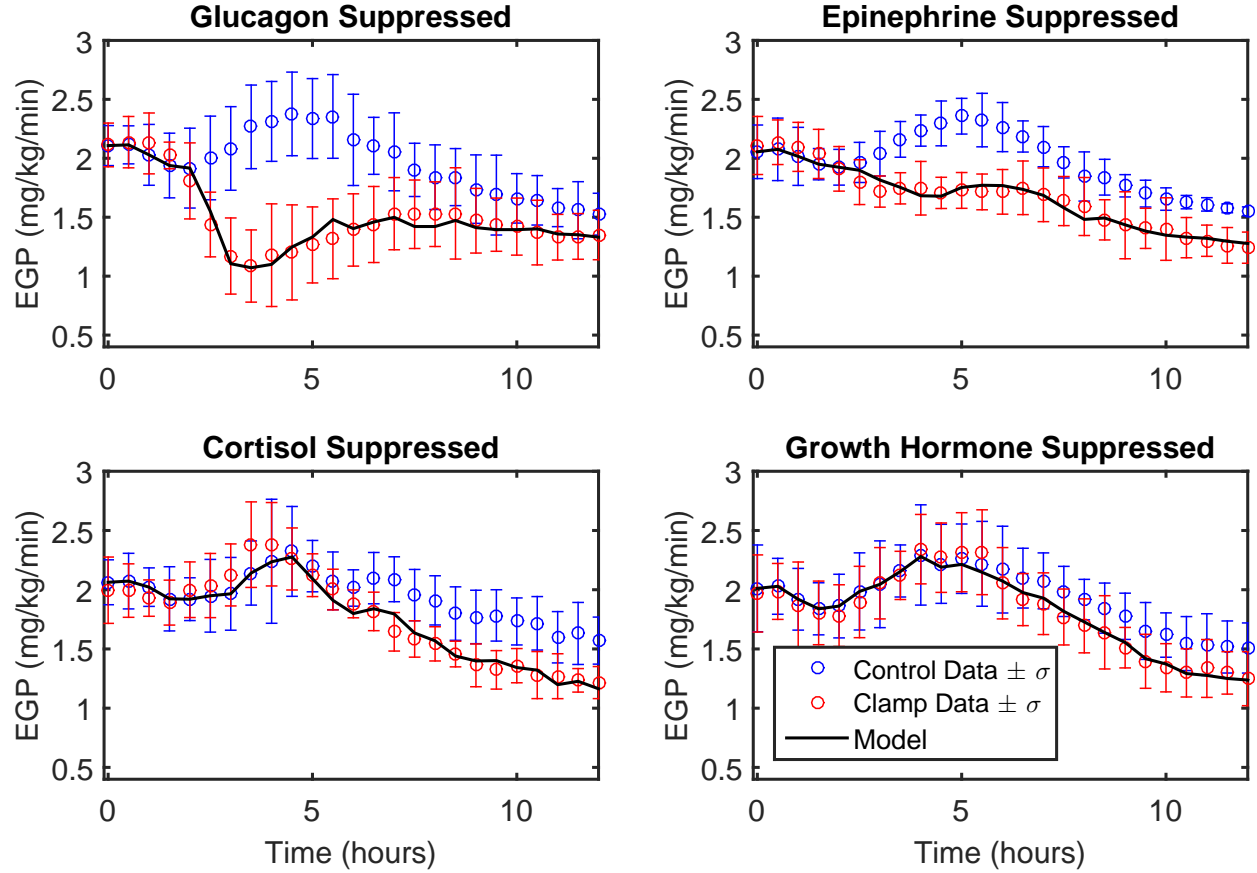 Glucagon Suppressed
EGP (mg/kg/min)
3
2.5
2
1.5
1
0.5
0
5
10
Epinephrine Suppressed
EGP (mg/kg/min)
3
2.5
2
1.5
1
0.5
0
5
10
Cortisol Suppressed
EGP (mg/kg/min)
3
2.5
2
1.5
1
0.5
0
5
10
Time (hours)
Growth Hormone Suppressed
EGP (mg/kg/min)
3
2.5
2
1.5
1
0.5
Control Data ± σ
Clamp Data ± σ
Model
0
5
10
Time (hours)